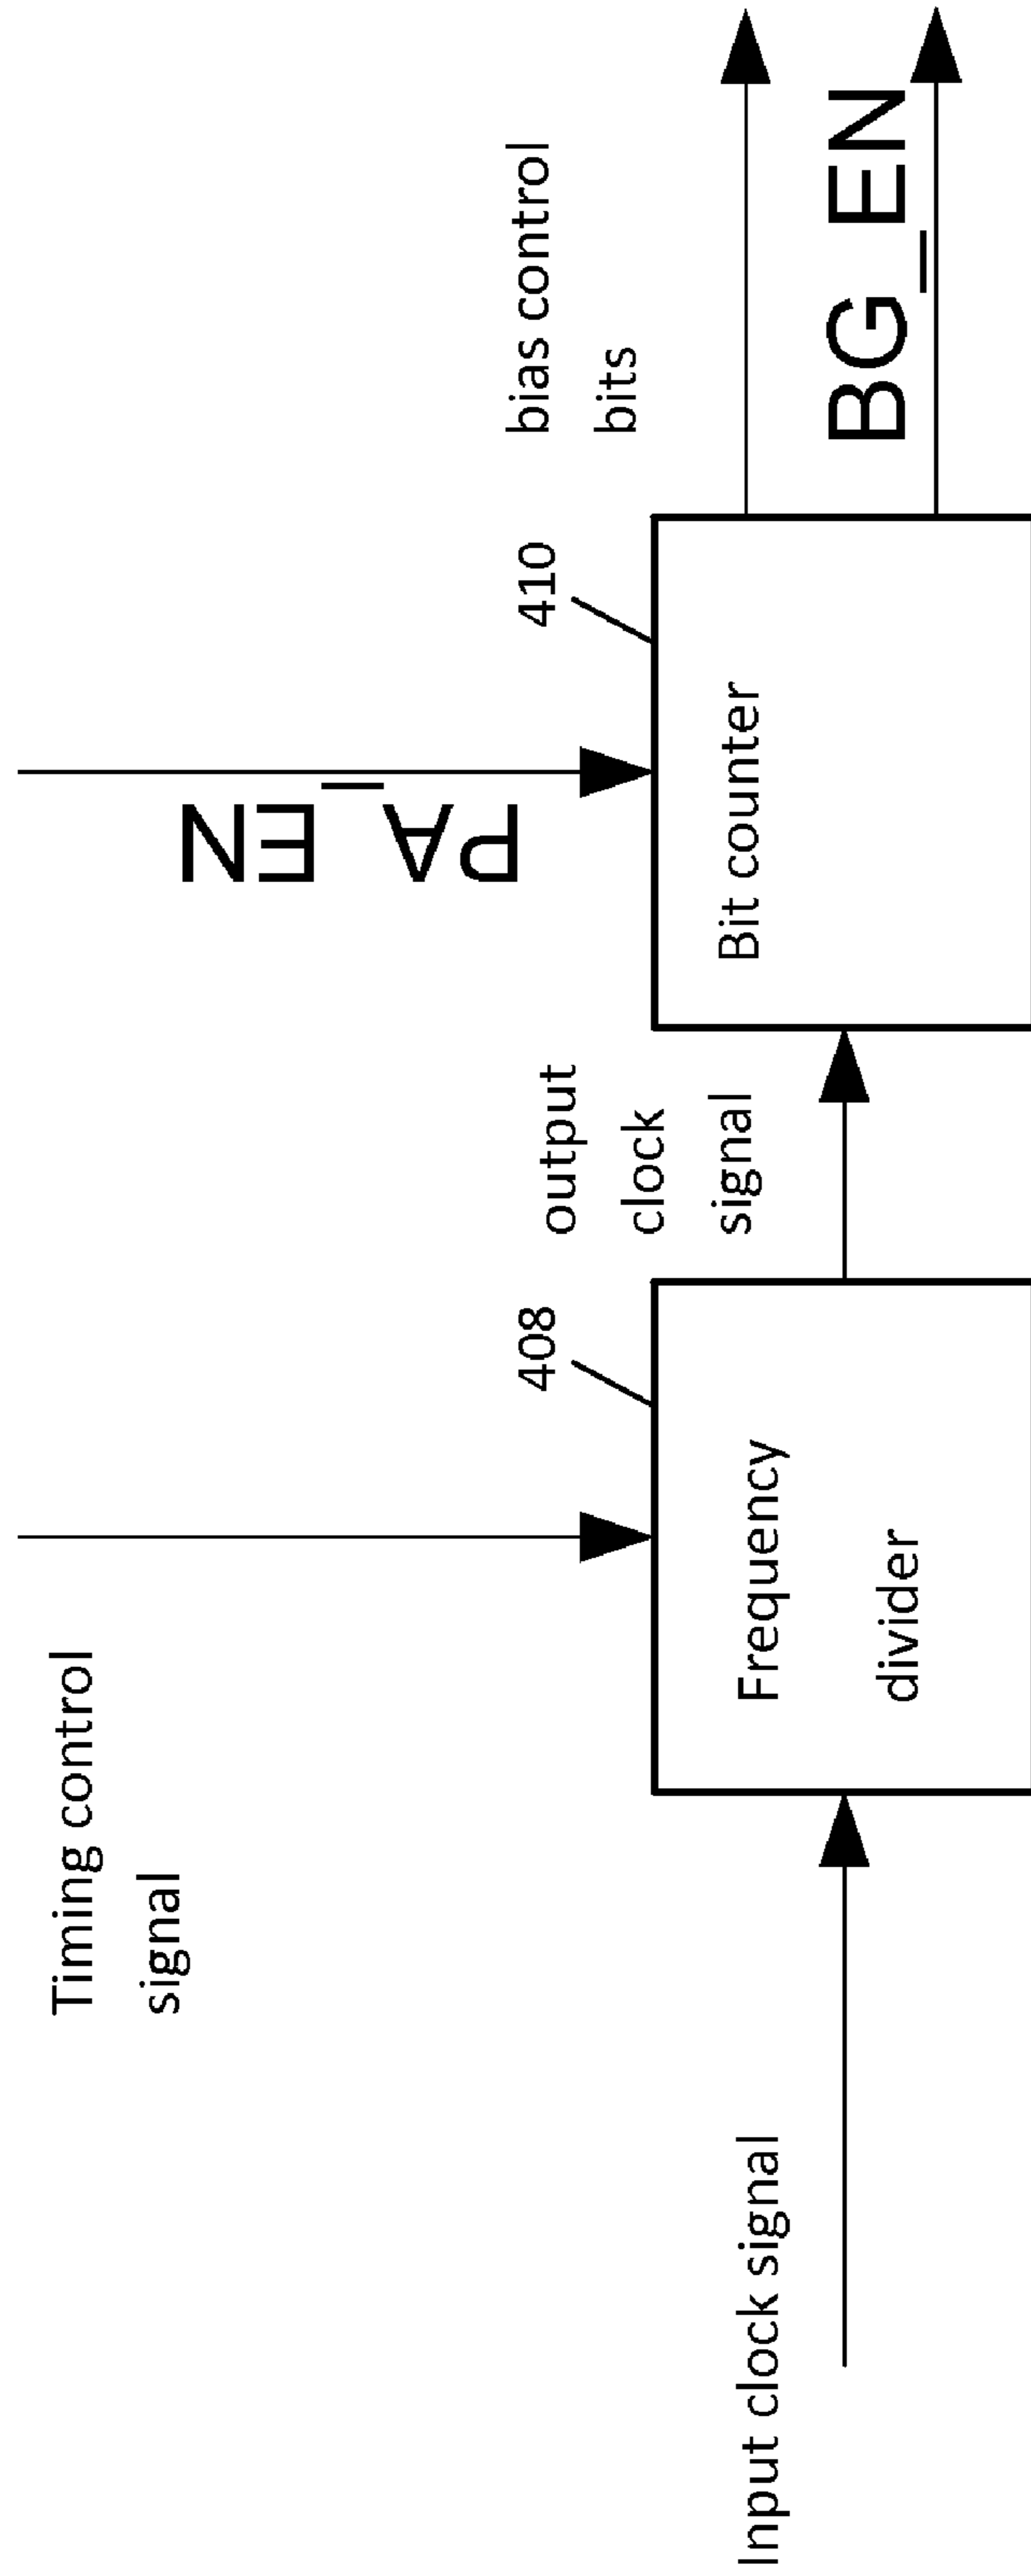 Timing control
signal
PA_EN
408
410
output
clock
signal
bias control
bits
Input clock signal
Frequency
divider
Bit counter
BG_EN